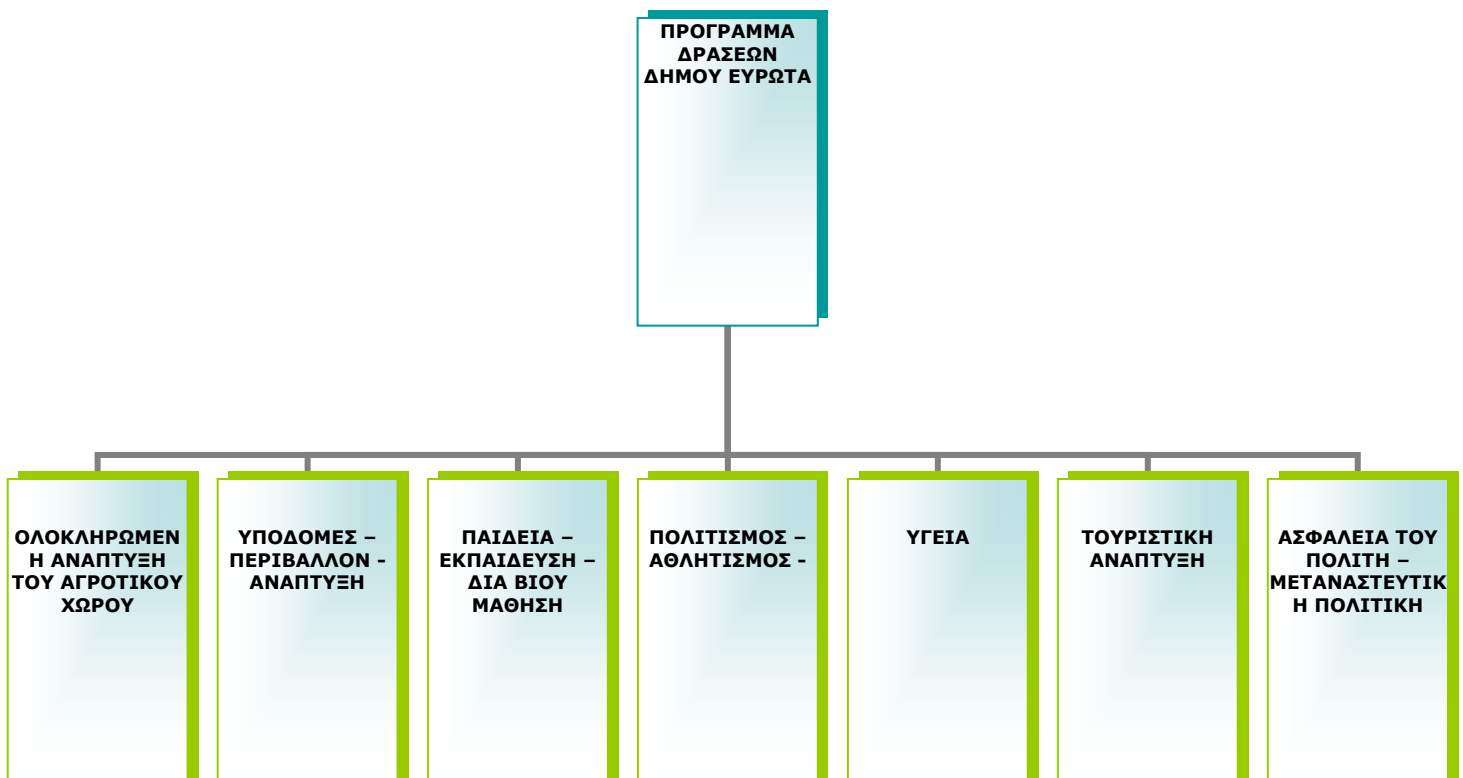 ΠΡΟΓΡΑΜΜΑ
ΔΡΑΣΕΩΝ
ΔΗΜΟΥ ΕΥΡΩΤΑ
ΟΛΟΚΛΗΡΩΜΕΝ
Η ΑΝΑΠΤΥΞΗ
ΤΟΥ ΑΓΡΟΤΙΚΟΥ
ΧΩΡΟΥ
ΥΠΟΔΟΜΕΣ –
ΠΕΡΙΒΑΛΛΟΝ -
ΑΝΑΠΤΥΞΗ
ΠΑΙΔΕΙΑ –
ΕΚΠΑΙΔΕΥΣΗ –
ΔΙΑ ΒΙΟΥ
ΜΑΘΗΣΗ
ΠΟΛΙΤΙΣΜΟΣ –
ΑΘΛΗΤΙΣΜΟΣ -
ΥΓΕΙΑ
ΤΟΥΡΙΣΤΙΚΗ
ΑΝΑΠΤΥΞΗ
ΑΣΦΑΛΕΙΑ ΤΟΥ
ΠΟΛΙΤΗ –
ΜΕΤΑΝΑΣΤΕΥΤΙΚ
Η ΠΟΛΙΤΙΚΗ